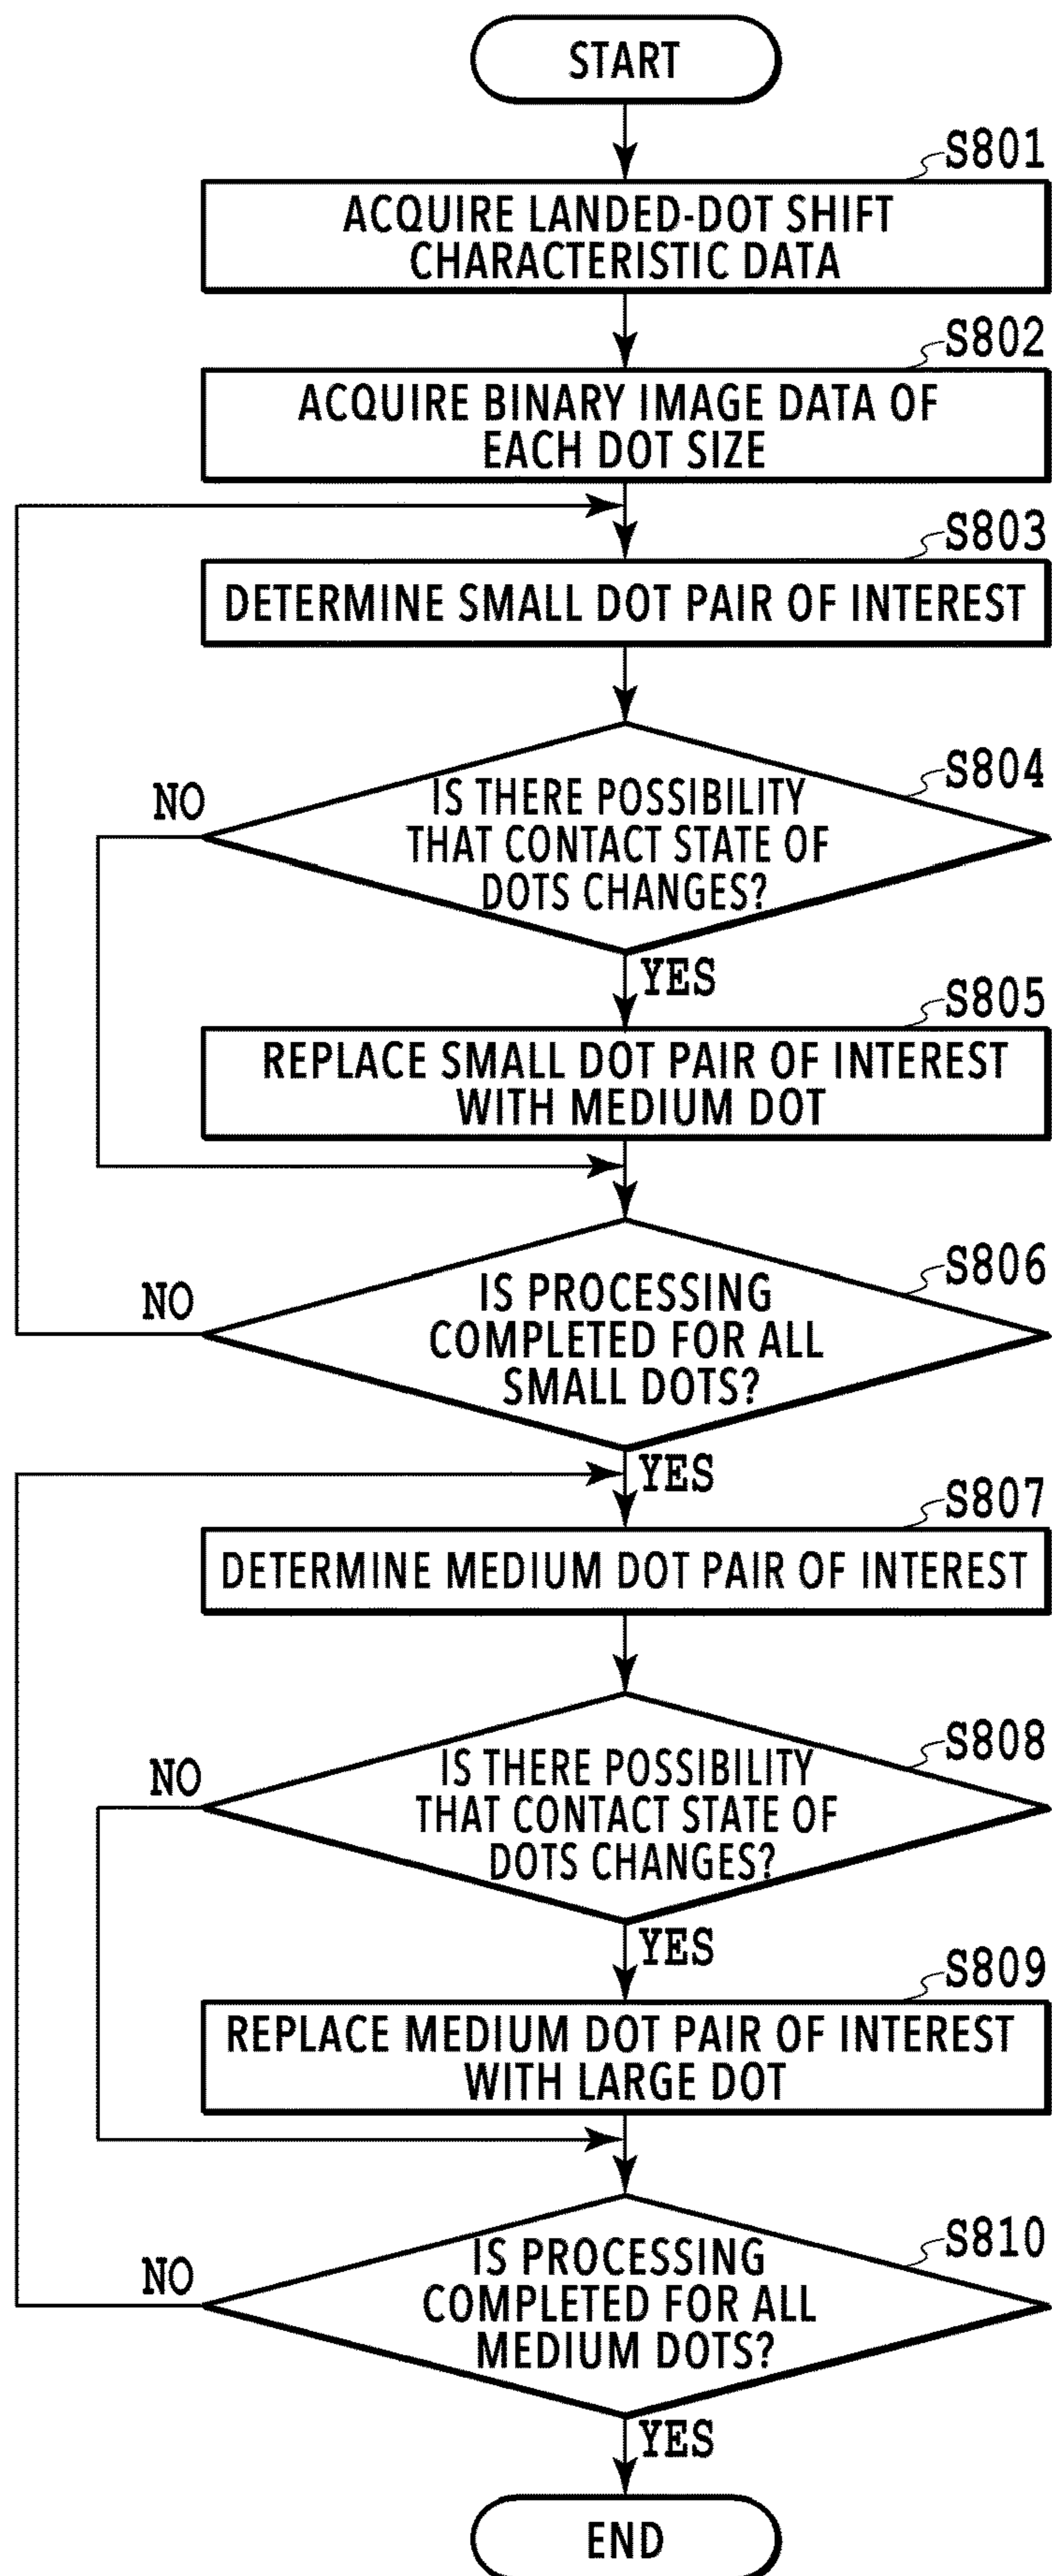 START
S801
ACQUIRE LANDED-DOT SHIFT
CHARACTERISTIC DATA
S802
ACQUIRE BINARY IMAGE DATA OF
EACH DOT SIZE
S803
DETERMINE SMALL DOT PAIR OF INTEREST
S804
NO
IS THERE POSSIBILITY
THAT CONTACT STATE OF
DOTS CHANGES?
YES
S805
REPLACE SMALL DOT PAIR OF INTEREST
WITH MEDIUM DOT
S806
NO
IS PROCESSING
COMPLETED FOR ALL
SMALL DOTS?
YES
S807
DETERMINE MEDIUM DOT PAIR OF INTEREST
S808
NO
IS THERE POSSIBILITY
THAT CONTACT STATE OF
DOTS CHANGES?
YES
S809
REPLACE MEDIUM DOT PAIR OF INTEREST
WITH LARGE DOT
S810
NO
IS PROCESSING
COMPLETED FOR ALL
MEDIUM DOTS?
YES
END